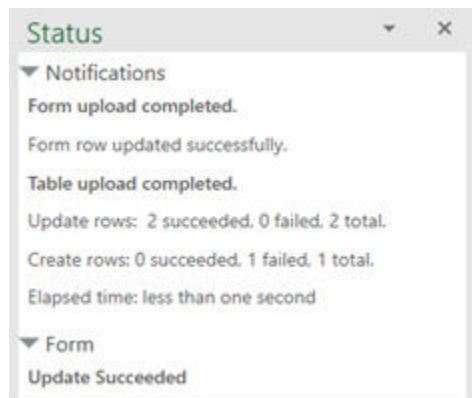 Status
Notifications
Form upload completed.
Form row updated successfully.
Table upload completed.
Update rows: 2 succeeded, 0 failed, 2 total.
Create rows: 0 succeeded, 1 failed, 1 total.
Elapsed time: less than one second
Form
Update Succeeded